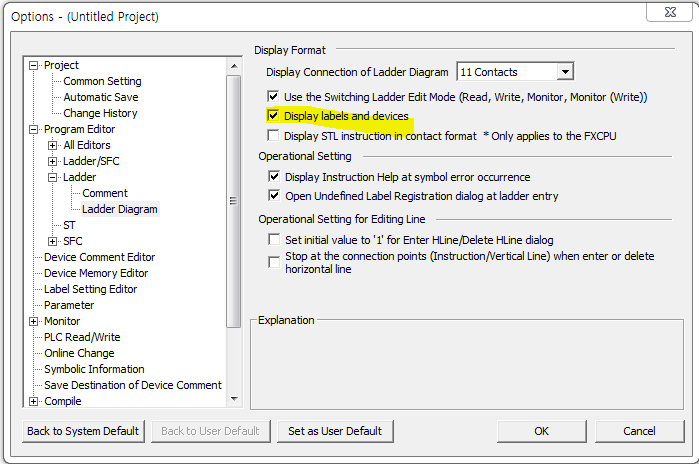 Options - (Untitled Project)
Project
Common Setting
Automatic Save
Change History
Program Editor
All Editors
Ladder/SFC
Ladder
Comment
Ladder Diagram
ST
SFC
Device Comment Editor
Device Memory Editor
Label Setting Editor
Parameter
Monitor
PLC Read/Write
Online Change
Symbolic Information
Save Destination of Device Comment
Compile
Display Format
Display Connection of Ladder Diagram 11 Contacts
Use the Switching Ladder Edit Mode (Read, Write, Monitor, Monitor (Write))
Display labels and devices
Display STL instruction in contact format * Only applies to the FXCPU
Operational Setting
Display Instruction Help at symbol error occurrence
Open Undefined Label Registration dialog at ladder entry
Operational Setting for Editing Line
Set initial value to '1' for Enter HLine/Delete HLine dialog
Stop at the connection points (Instruction/Vertical Line) when enter or delete
horizontal line
Explanation
Back to System Default Back to User Default Set as User Default OK Cancel